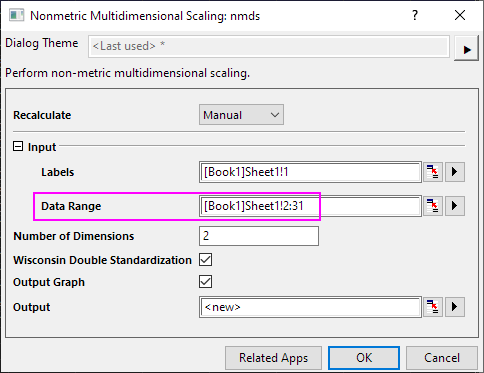 Nonmetric Multidimensional Scaling: nmds
Dialog Theme <Last used> *
Perform non-metric multidimensional scaling.
Recalculate Manual
Input
Labels [Book1]Sheet1!1
Data Range [Book1]Sheet1!2:31
Number of Dimensions 2
Wisconsin Double Standardization
Output Graph
Output <new>
Related Apps OK Cancel